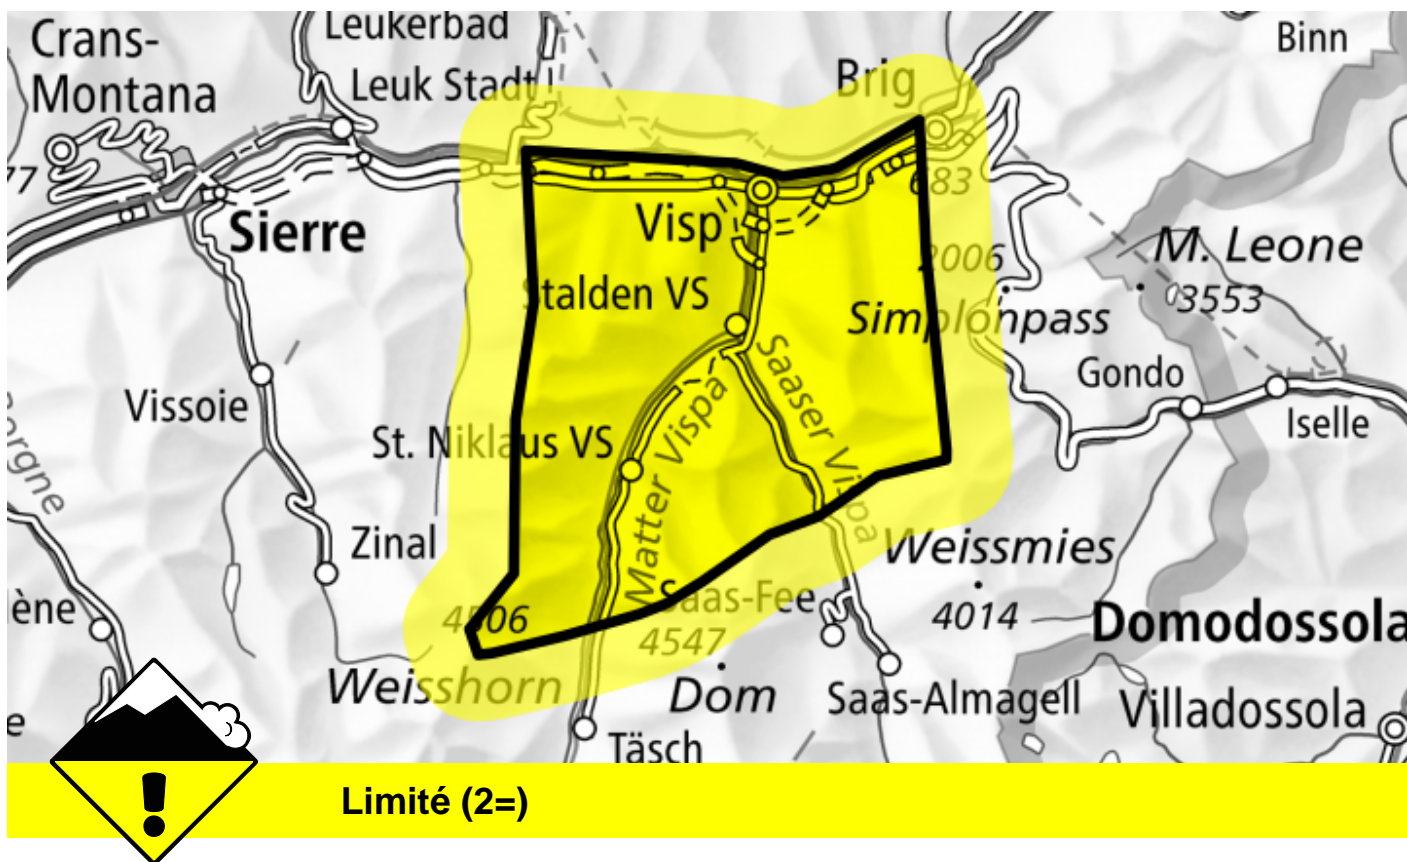 Crans-
Montana
Leukerbad
Leuk Stadt
Brig
Binn
77
Sierre
Visp
683
2006
M. Leone
3553
Stalden VS
Simplonpass
Gondo
Iselle
Vissoie
St. Niklaus VS
Matter Vispa
Saaser Vispa
Zinal
Weissmies
4014
4506
Saas-Fee
4547
Domodossola
Weisshorn
Dom
Saas-Almagell
Villadossola
Täsch
Limité (2=)